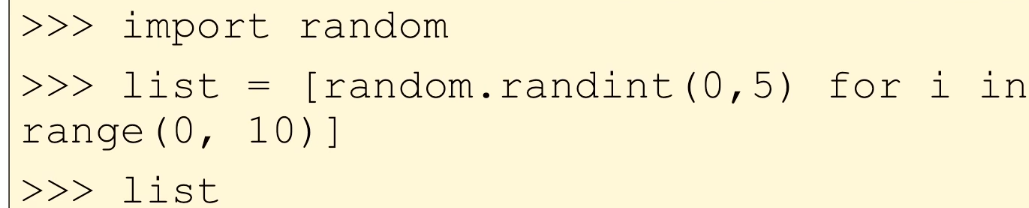 >>> import random
>>> list = [random.randint(0,5) for i in
range(0, 10)]
>>> list